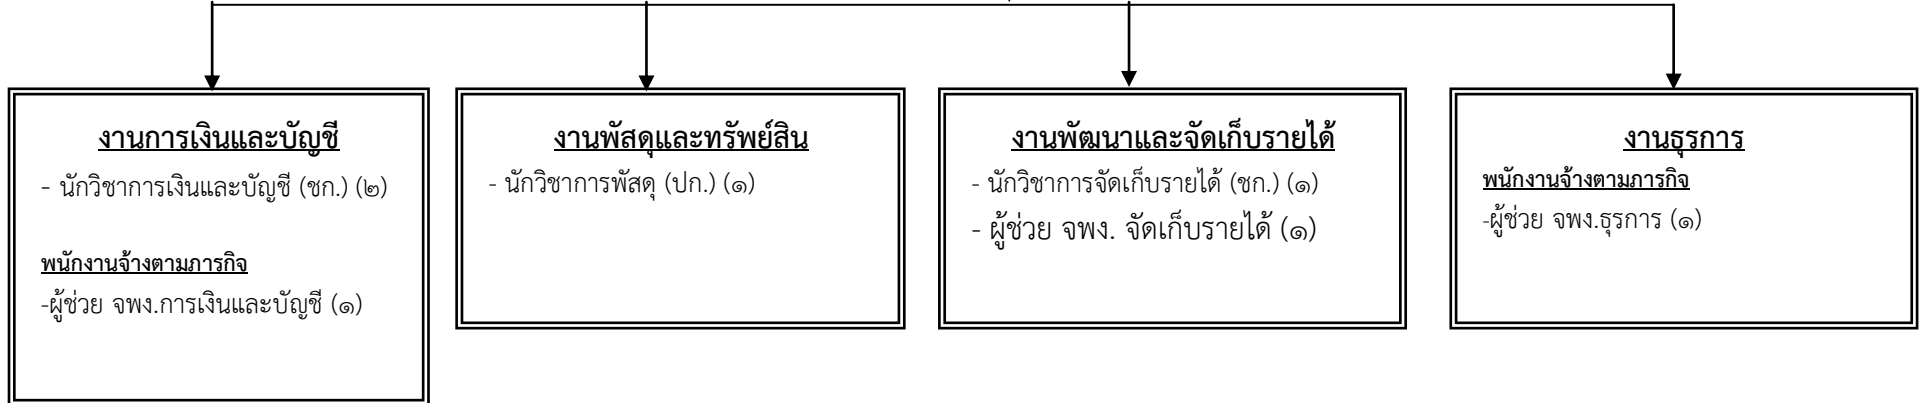 งานการเงินและบัญชี
- นักวิชาการเงินและบัญชี (ชก.) (๒)
พนักงานจ้างตามภารกิจ
-ผู้ช่วย จพง.การเงินและบัญชี (๑)
งานพัสดุและทรัพย์สิน
- นักวิชาการพัสดุ (ปก.) (๑)
งานพัฒนาและจัดเก็บรายได้
- นักวิชาการจัดเก็บรายได้ (ชก.) (๑)
- ผู้ช่วย จพง. จัดเก็บรายได้ (๑)
งานธุรการ
พนักงานจ้างตามภารกิจ
-ผู้ช่วย จพง.ธุรการ (๑)